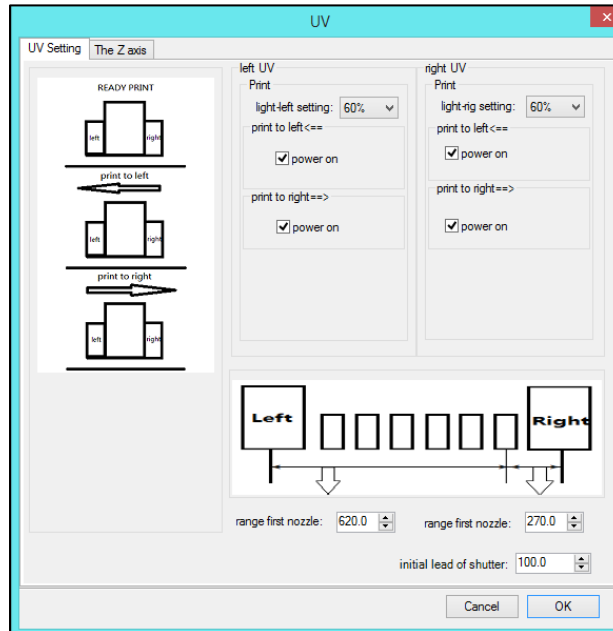 UV
UV Setting
The Z axis
READY PRINT
left
right
print to left
left
right
print to right
left
right
left UV
Print
light-left setting: 60%
print to left<==
power on
print to right==>
power on
right UV
Print
light-rig setting: 60%
print to left<==
power on
print to right==>
power on
Left
Right
range first nozzle: 620.0
range first nozzle: 270.0
initial lead of shutter: 100.0
Cancel
OK